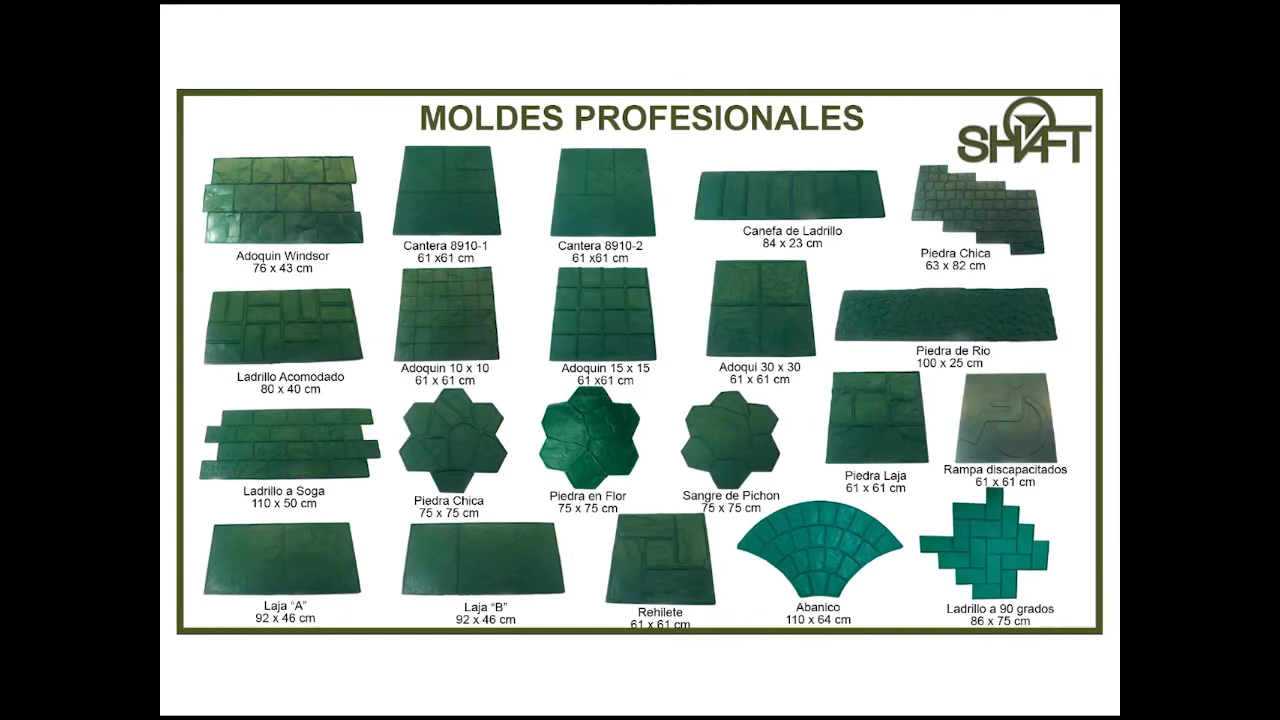 MOLDES PROFESIONALES
SHAFT
Adoquin Windsor
76 x 43 cm
Cantera 8910-1
61 x61 cm
Cantera 8910-2
61 x61 cm
Canefa de Ladrillo
84 x 23 cm
Piedra Chica
63 x 82 cm
Ladrillo Acomodado
80 x 40 cm
Adoquin 10 x 10
61 x 61 cm
Adoquin 15 x 15
61 x61 cm
Adoqui 30 x 30
61 x 61 cm
Piedra de Rio
100 x 25 cm
Ladrillo a Soga
110 x 50 cm
Piedra Chica
75 x 75 cm
Piedra en Flor
75 x 75 cm
Sangre de Pichon
75 x 75 cm
Piedra Laja
61 x 61 cm
Rampa discapacitados
61 x 61 cm
Laja “A”
92 x 46 cm
Laja “B”
92 x 46 cm
Rehilete
61 x 61 cm
Abanico
110 x 64 cm
Ladrillo a 90 grados
86 x 75 cm